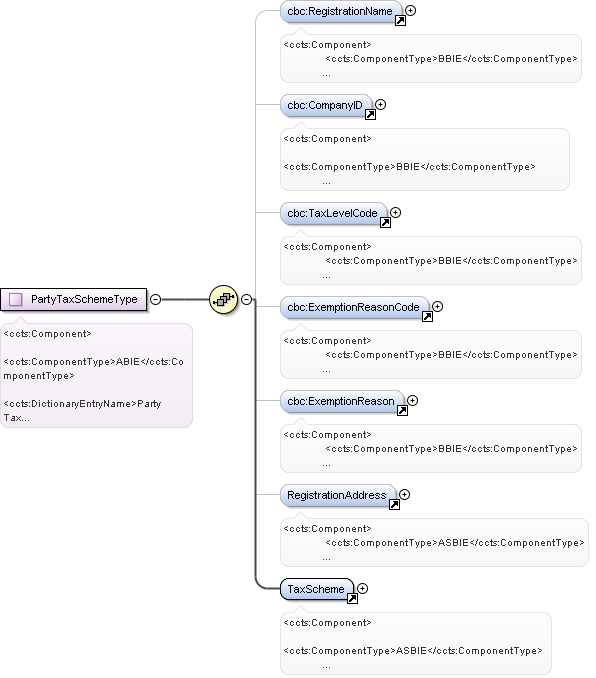 cbc:RegistrationName
<ccts:Component>
<ccts:ComponentType>BBIE</ccts:ComponentType>
...
cbc:CompanyID
<ccts:Component>
<ccts:ComponentType>BBIE</ccts:ComponentType>
...
cbc:TaxLevelCode
<ccts:Component>
<ccts:ComponentType>BBIE</ccts:ComponentType>
...
PartyTaxSchemeType
<ccts:Component>
<ccts:ComponentType>ABIE</ccts:Co
mponentType>
<ccts:DictionaryEntryName>Party
Tax...
cbc:ExemptionReasonCode
<ccts:Component>
<ccts:ComponentType>BBIE</ccts:ComponentType>
...
cbc:ExemptionReason
<ccts:Component>
<ccts:ComponentType>BBIE</ccts:ComponentType>
...
RegistrationAddress
<ccts:Component>
<ccts:ComponentType>ASBIE</ccts:ComponentType>
...
TaxScheme
<ccts:Component>
<ccts:ComponentType>ASBIE</ccts:ComponentType>
...